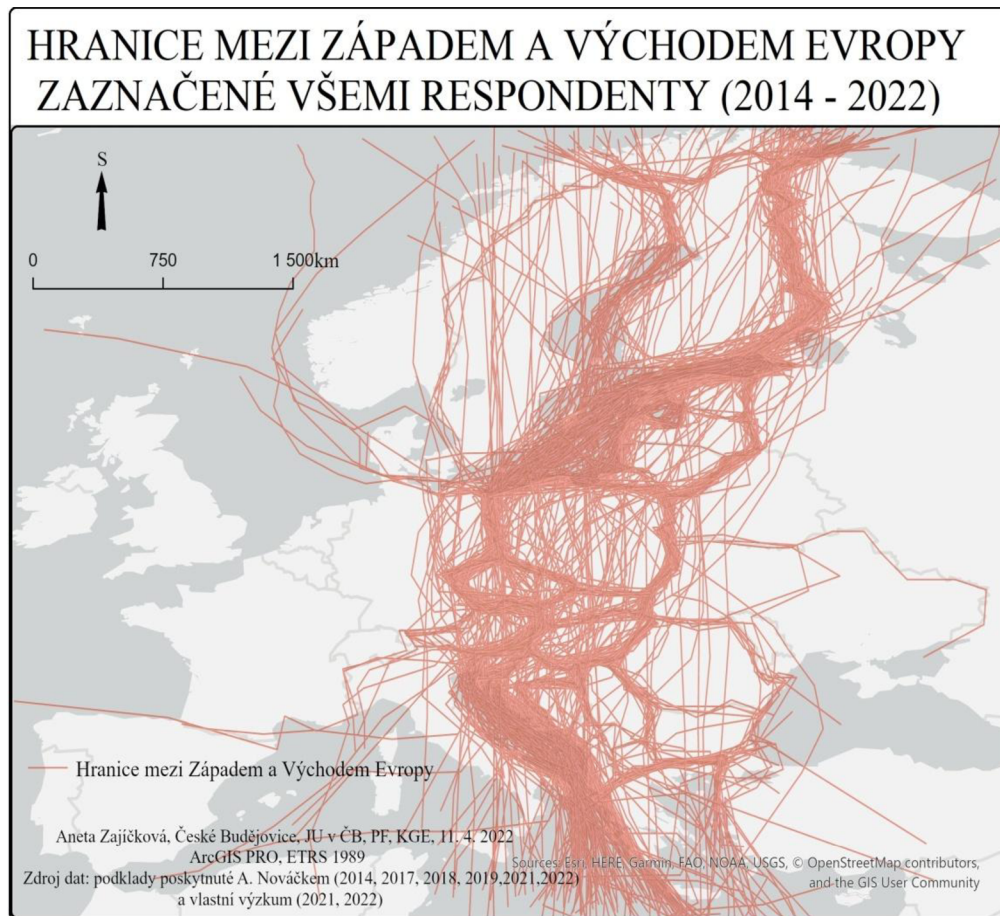 HRANICE MEZI ZÁPADEM A VÝCHODEM EVROPY
ZAZNAČENÉ VŠEMI RESPONDENTY (2014 - 2022)
S
0 750 1 500km
Hranice mezi Západem a Východem Evropy
Aneta Zajíčková, České Budějovice, JU v ČB, PF, KGE, 11. 4. 2022
ArcGIS PRO, ETRS 1989
Zdroj dat: podklady poskytnuté A. Nováčkem (2014, 2017, 2018, 2019,2021,2022)
a vlastní výzkum (2021, 2022)
Sources: Esri, HERE, Garmin, FAO, NOAA, USGS, © OpenStreetMap contributors,
and the GIS User Community